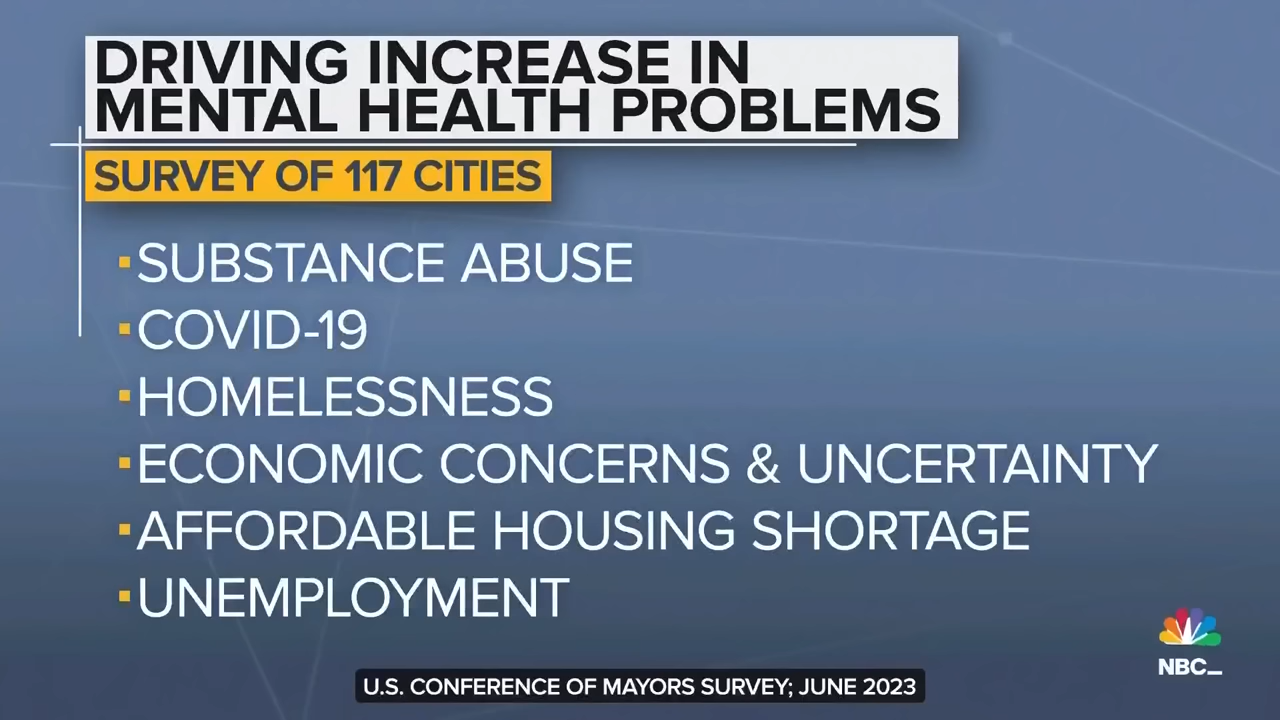 DRIVING INCREASE IN
MENTAL HEALTH PROBLEMS
SURVEY OF 117 CITIES
▪SUBSTANCE ABUSE
▪COVID-19
▪HOMELESSNESS
▪ECONOMIC CONCERNS & UNCERTAINTY
▪AFFORDABLE HOUSING SHORTAGE
▪UNEMPLOYMENT
NBC_
U.S. CONFERENCE OF MAYORS SURVEY; JUNE 2023